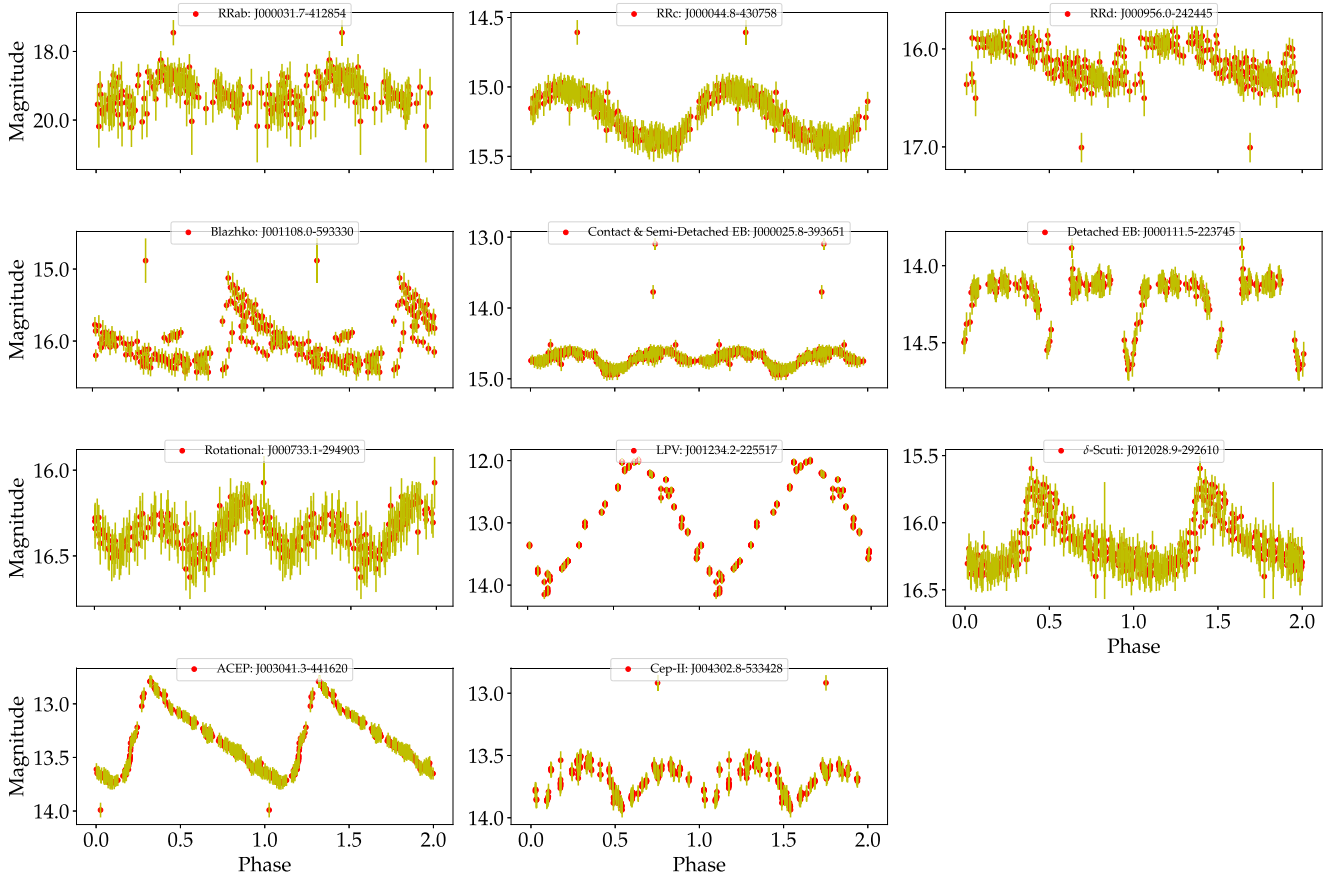 RRab: J000031.7-412854
RRc: J000044.8-430758
RRd: J000956.0-242445
Magnitude
18.0
20.0
14.5
15.0
15.5
16.0
17.0
Blazhko: J001108.0-593330
Contact & Semi-Detached EB: J000025.8-393651
Detached EB: J000111.5-223745
Magnitude
15.0
16.0
13.0
14.0
15.0
14.0
14.5
Rotational: J000733.1-294903
LPV: J001234.2-225517
δ-Scuti: J012028.9-292610
Magnitude
16.0
16.5
12.0
13.0
14.0
15.5
16.0
16.5
0.0 0.5 1.0 1.5 2.0
Phase
ACEP: J003041.3-441620
Cep-II: J004302.8-533428
Magnitude
13.0
13.5
14.0
13.0
13.5
14.0
0.0 0.5 1.0 1.5 2.0
0.0 0.5 1.0 1.5 2.0
Phase
Phase